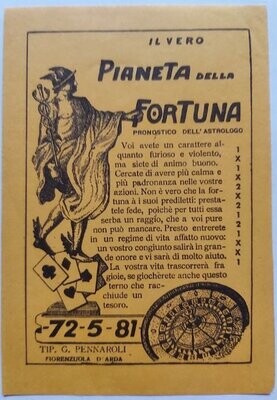 IL VERO
PIANETA DELLA
FORTUNA
PRONOSTICO DELL'ASTROLOGO
Voi avete un carattere al-
quanto furioso e violento,
ma siete di animo buono.
Cercate di avere più calma e
più padronanza nelle vostre
azioni. Non è vero che la for-
tuna à i suoi prediletti: presta-
tele fede, poichè per tutti essa
serba un raggio, che a voi pure
non può mancare. Presto entrerete
in un regime di vita affatto nuovo:
un vostro congiunto salirà in gran-
de onore e vi sarà di molto aiuto.
La vostra vita trascorrerà fra
gioie, se giochèrete anche questo
terno che rac-
chiude un
tesoro.
1X1X2X2121XX1
-72-5-81-
TIP. G. PENNAROLI
FIORENZUOLA D'ARDA